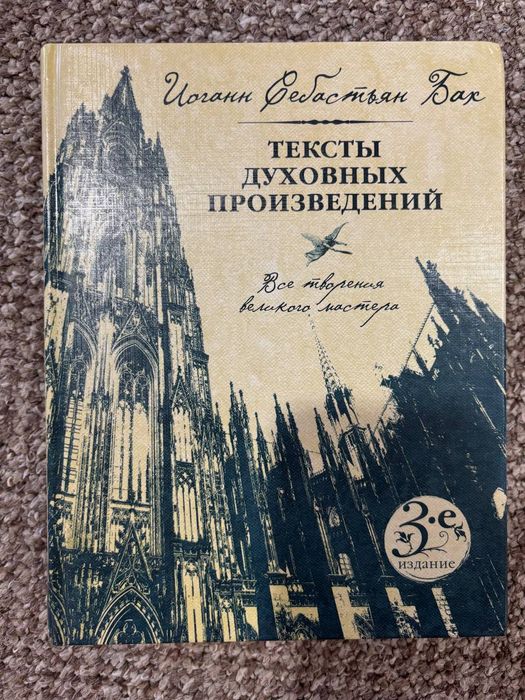 Иоганн Себастьян Бах
ТЕКСТЫ
ДУХОВНЫХ
ПРОИЗВЕДЕНИЙ
Все творения
великого мастера
3-е
издание